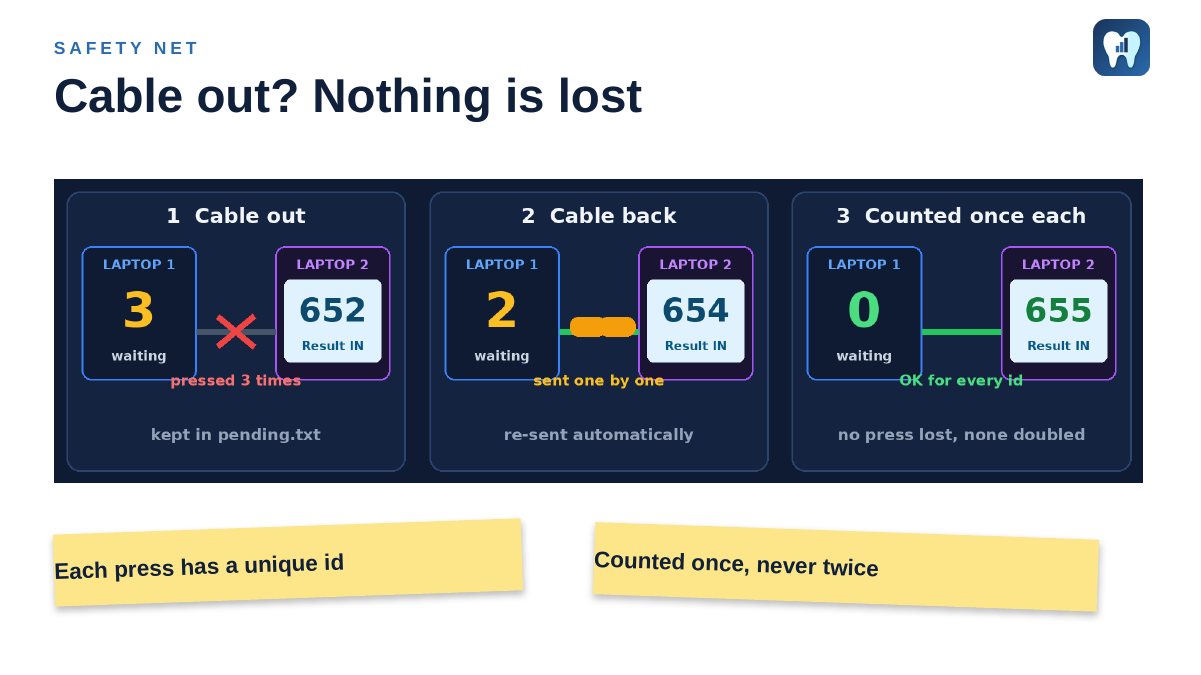 SAFETY NET
Cable out? Nothing is lost
1 Cable out
LAPTOP 1
3
waiting
LAPTOP 2
652
Result IN
pressed 3 times
kept in pending.txt
2 Cable back
LAPTOP 1
2
waiting
LAPTOP 2
654
Result IN
sent one by one
re-sent automatically
3 Counted once each
LAPTOP 1
0
waiting
LAPTOP 2
655
Result IN
OK for every id
no press lost, none doubled
Each press has a unique id
Counted once, never twice